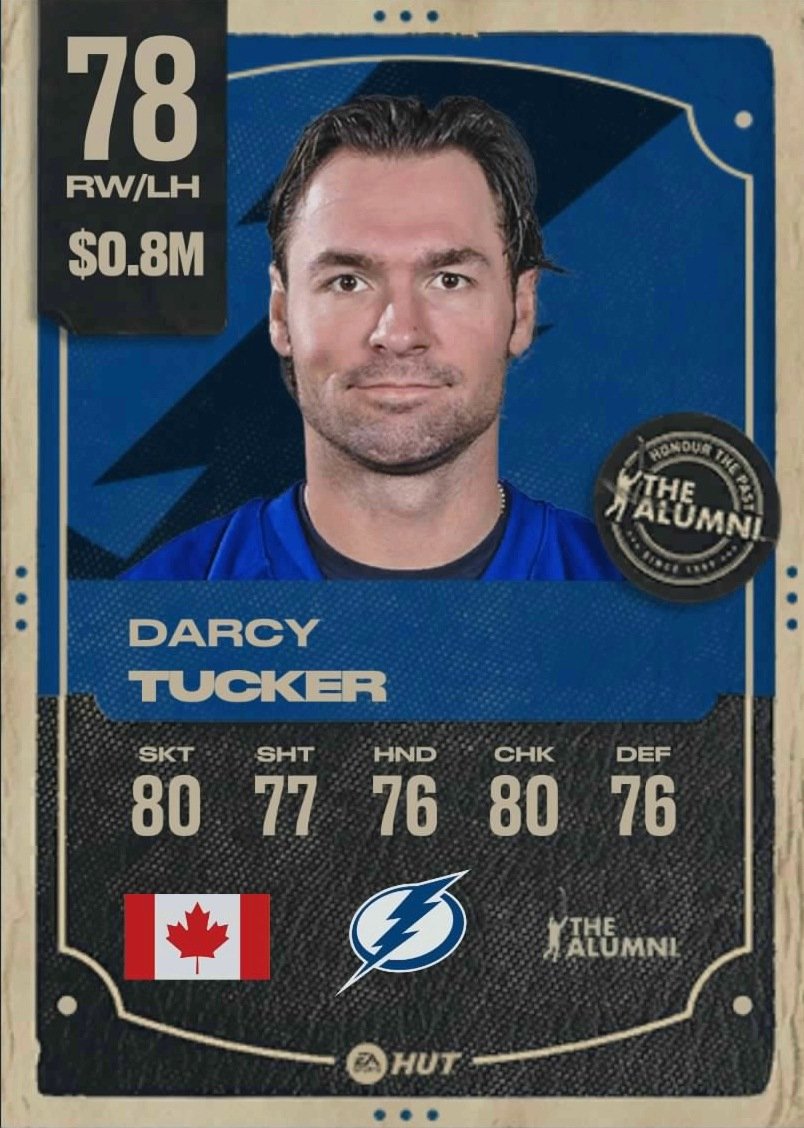 78
RW/LH
$0.8M
HONOUR THE PAST
THE
ALUMNI
DARCY
TUCKER
SKT SHT HND CHK DEF
80 77 76 80 76
THE
ALUMNI
EA HUT